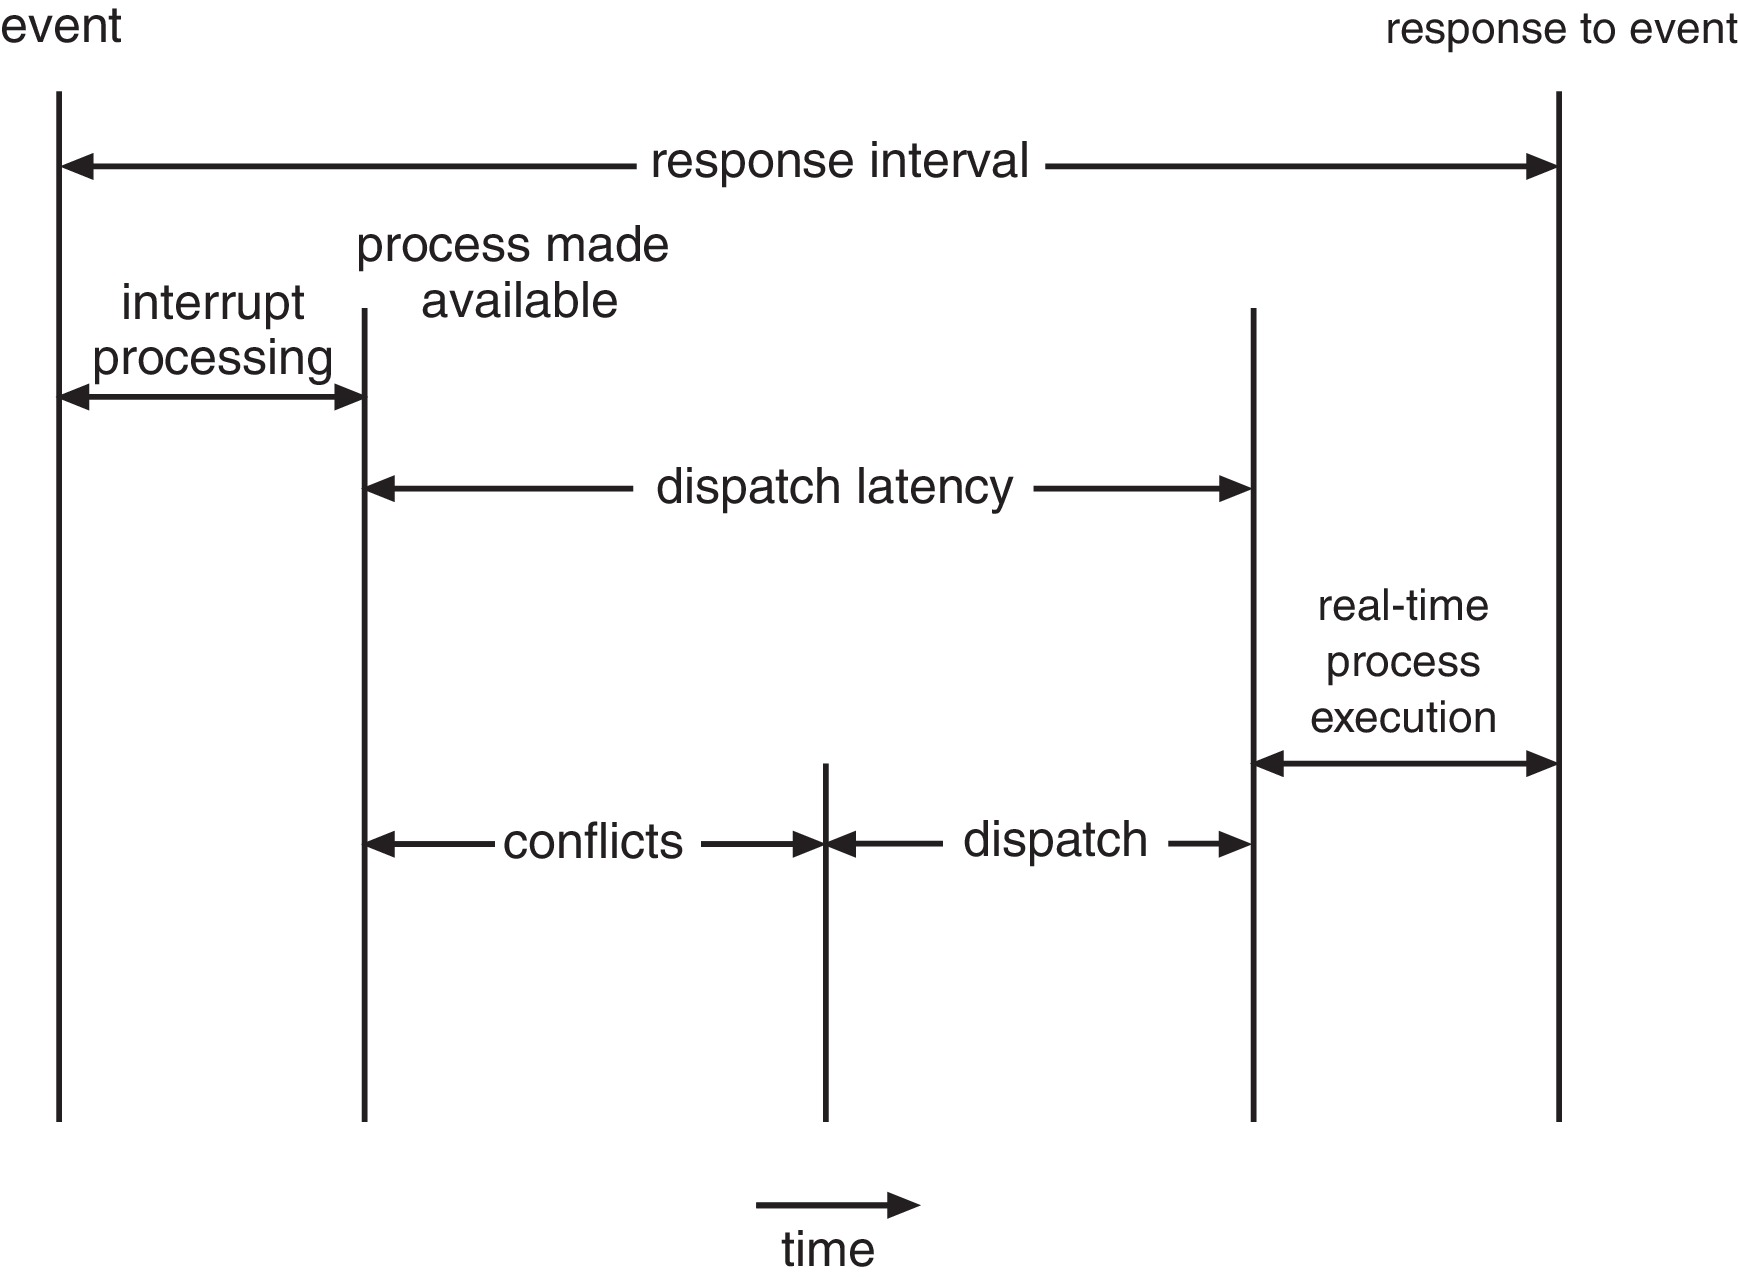 event
response to event
response interval
process made
available
interrupt
processing
dispatch latency
real-time
process
execution
conflicts
dispatch
time